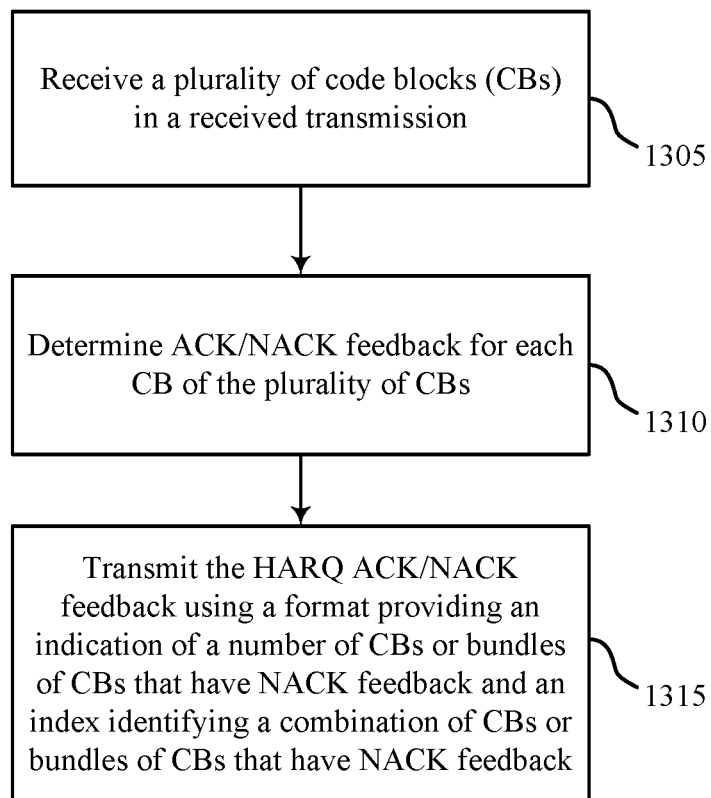 Receive a plurality of code blocks (CBs)
in a received transmission
1305
Determine ACK/NACK feedback for each
CB of the plurality of CBs
1310
Transmit the HARQ ACK/NACK
feedback using a format providing an
indication of a number of CBs or bundles
of CBs that have NACK feedback and an
index identifying a combination of CBs or
bundles of CBs that have NACK feedback
1315